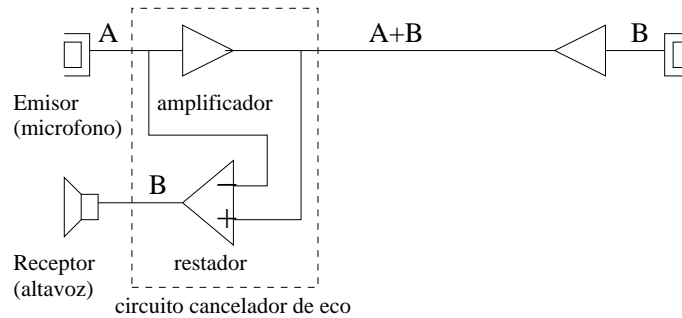 A
A+B
B
Emisor
(microfono)
amplificador
B
−
+
Receptor
(altavoz)
restador
circuito cancelador de eco